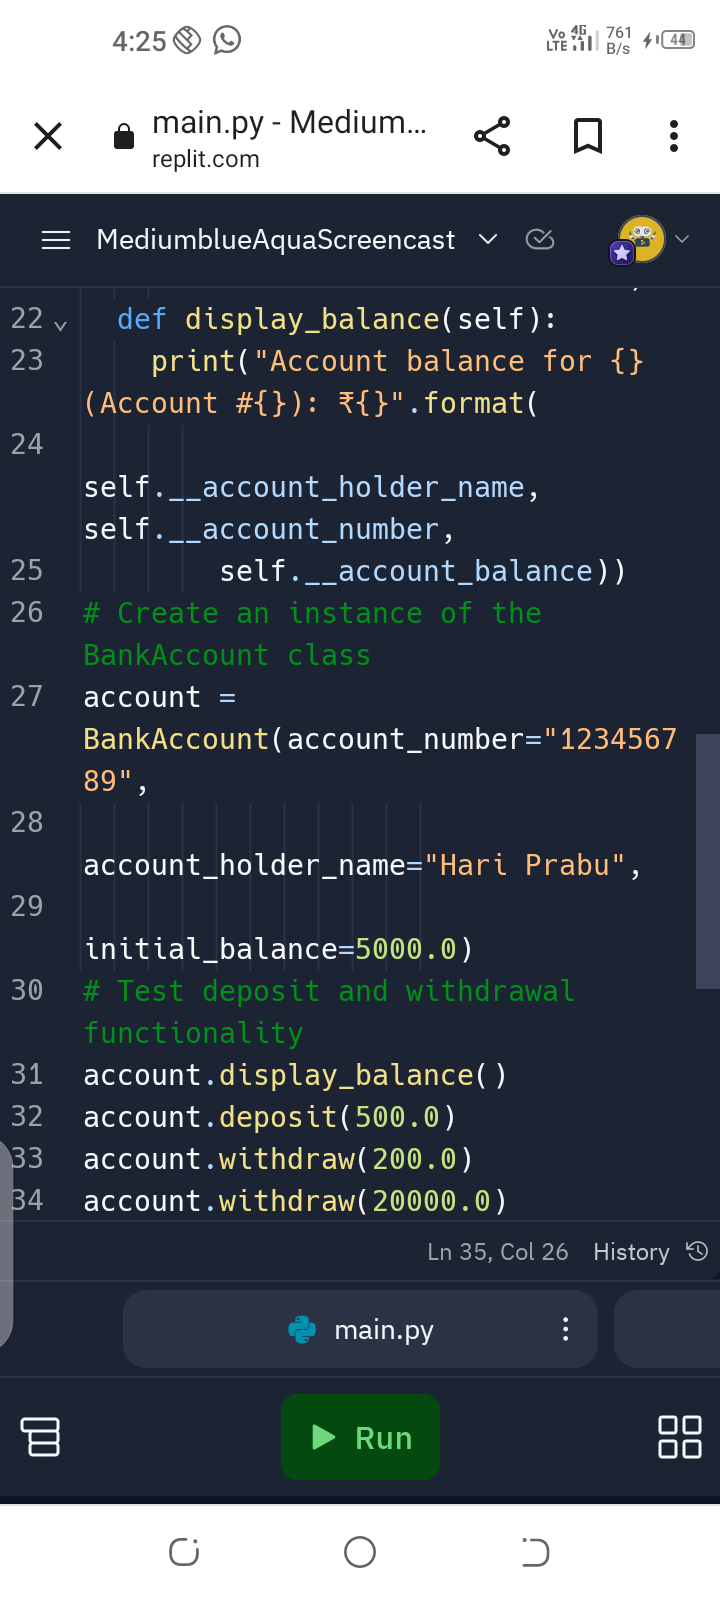 4:25
Vo LTE 4G 761 B/s 44
main.py - Medium...
replit.com
MediumblueAquaScreencast
22 def display_balance(self):
23 print("Account balance for {}
(Account #{}): ₹{}".format(
24
self.__account_holder_name,
self.__account_number,
25 self.__account_balance))
26 # Create an instance of the
BankAccount class
27 account =
BankAccount(account_number="1234567
89",
28
account_holder_name="Hari Prabu",
29
initial_balance=5000.0)
30 # Test deposit and withdrawal
functionality
31 account.display_balance()
32 account.deposit(500.0)
33 account.withdraw(200.0)
34 account.withdraw(20000.0)
Ln 35, Col 26 History
main.py
Run